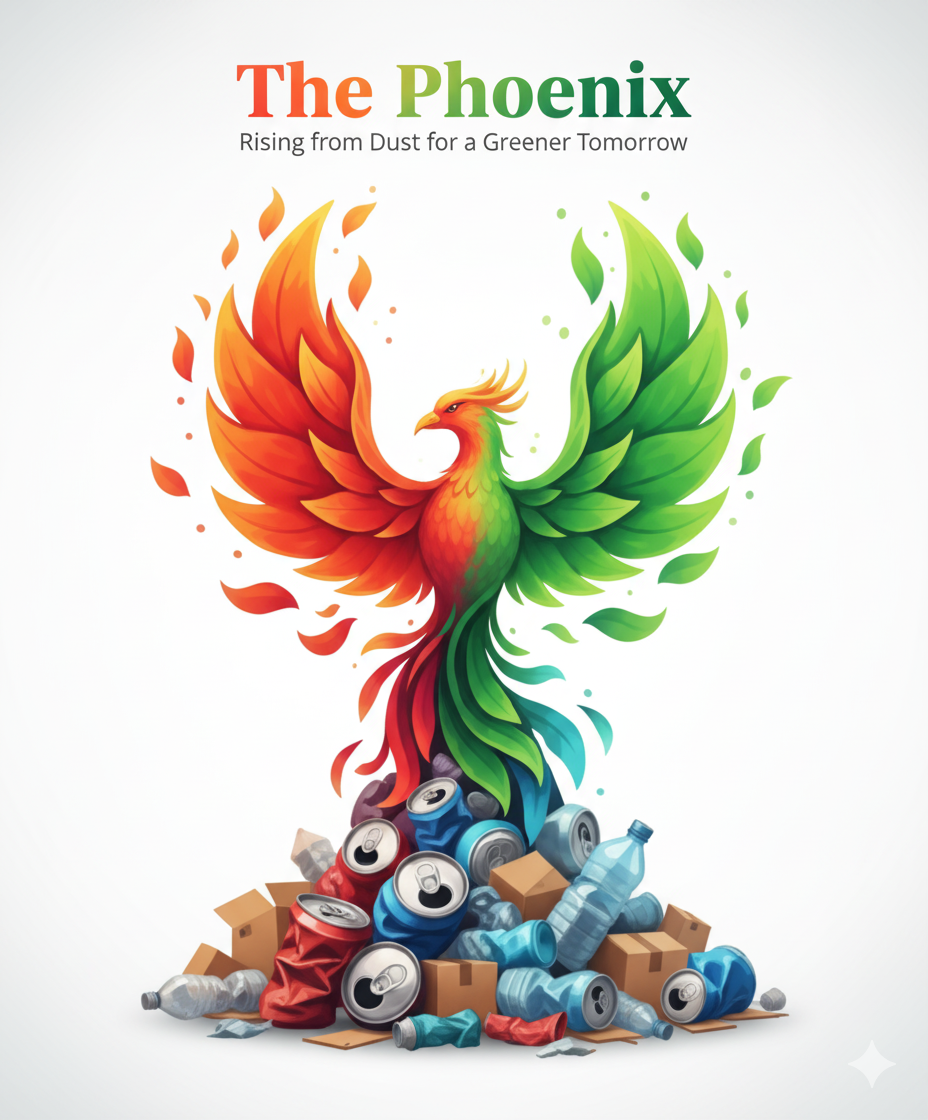 The Phoenix
Rising from Dust for a Greener Tomorrow